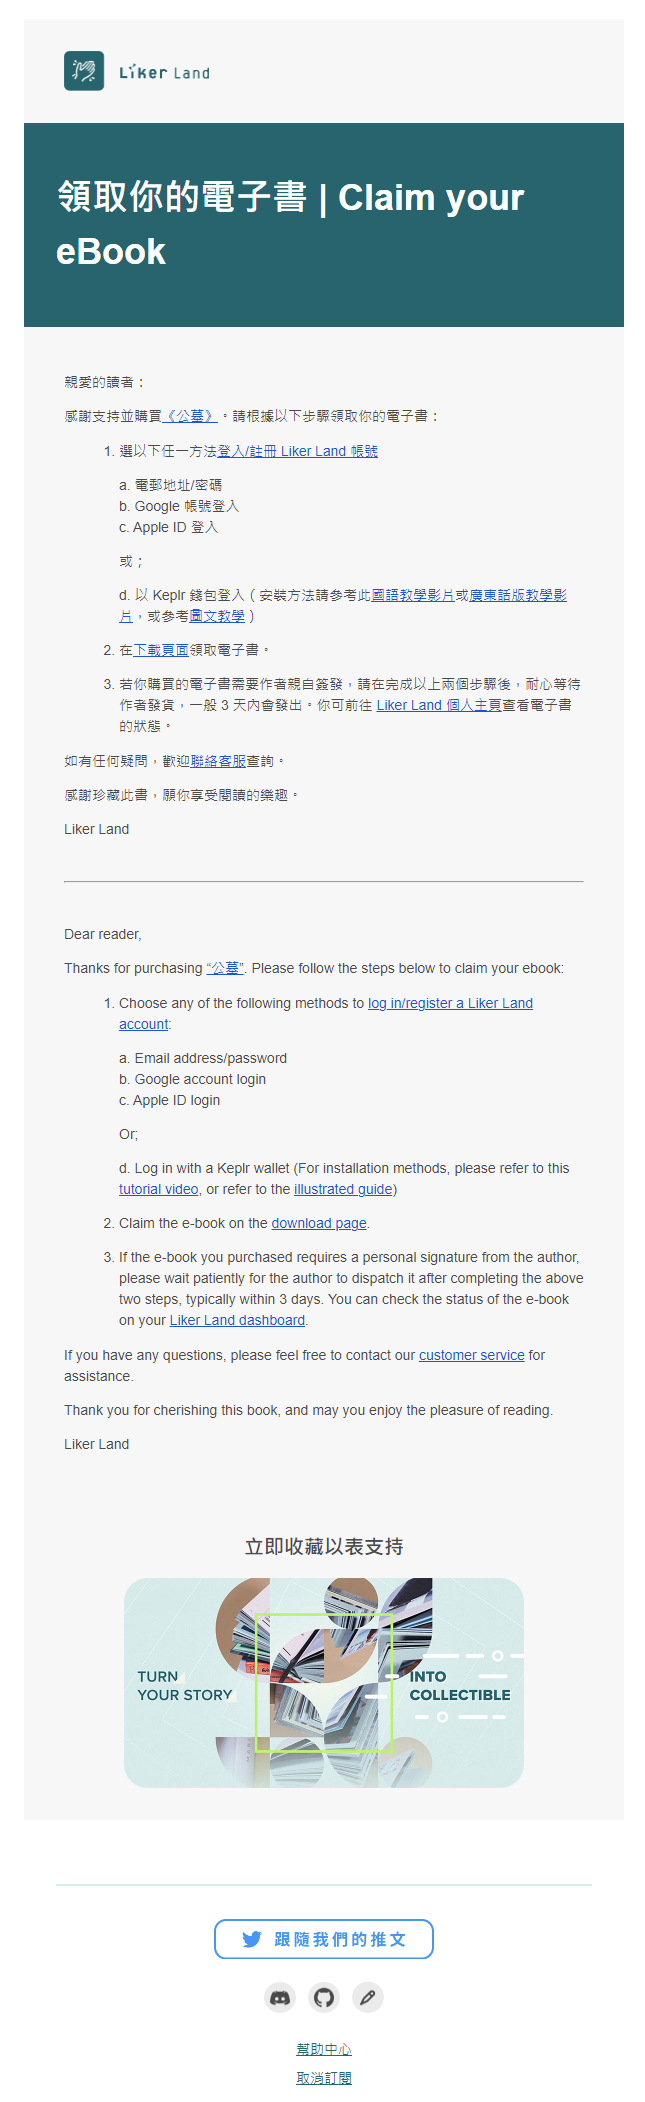 Liker Land
領取你的電子書 | Claim your
eBook
親愛的讀者：
感謝支持並購買《公墓》。請根據以下步驟領取你的電子書：
1. 選以下任一方法登入/註冊 Liker Land 帳號
a. 電郵地址/密碼
b. Google 帳號登入
c. Apple ID 登入
或；
d. 以 Keplr 錢包登入（安裝方法請參考此國語教學影片或廣東話版教學影
片，或參考圖文教學）
2. 在下載頁面領取電子書。
3. 若你購買的電子書需要作者親自簽發，請在完成以上兩個步驟後，耐心等待
作者發貨，一般 3 天內會發出。你可前往 Liker Land 個人主頁查看電子書
的狀態。
如有任何疑問，歡迎聯絡客服查詢。
感謝珍藏此書，願你享受閱讀的樂趣。
Liker Land
Dear reader,
Thanks for purchasing “公墓”. Please follow the steps below to claim your ebook:
1. Choose any of the following methods to log in/register a Liker Land
account:
a. Email address/password
b. Google account login
c. Apple ID login
Or;
d. Log in with a Keplr wallet (For installation methods, please refer to this
tutorial video, or refer to the illustrated guide)
2. Claim the e-book on the download page.
3. If the e-book you purchased requires a personal signature from the author,
please wait patiently for the author to dispatch it after completing the above
two steps, typically within 3 days. You can check the status of the e-book
on your Liker Land dashboard.
If you have any questions, please feel free to contact our customer service for
assistance.
Thank you for cherishing this book, and may you enjoy the pleasure of reading.
Liker Land
立即收藏以表支持
TURN
YOUR STORY
INTO
COLLECTIBLE
跟隨我們的推文
幫助中心
取消訂閱